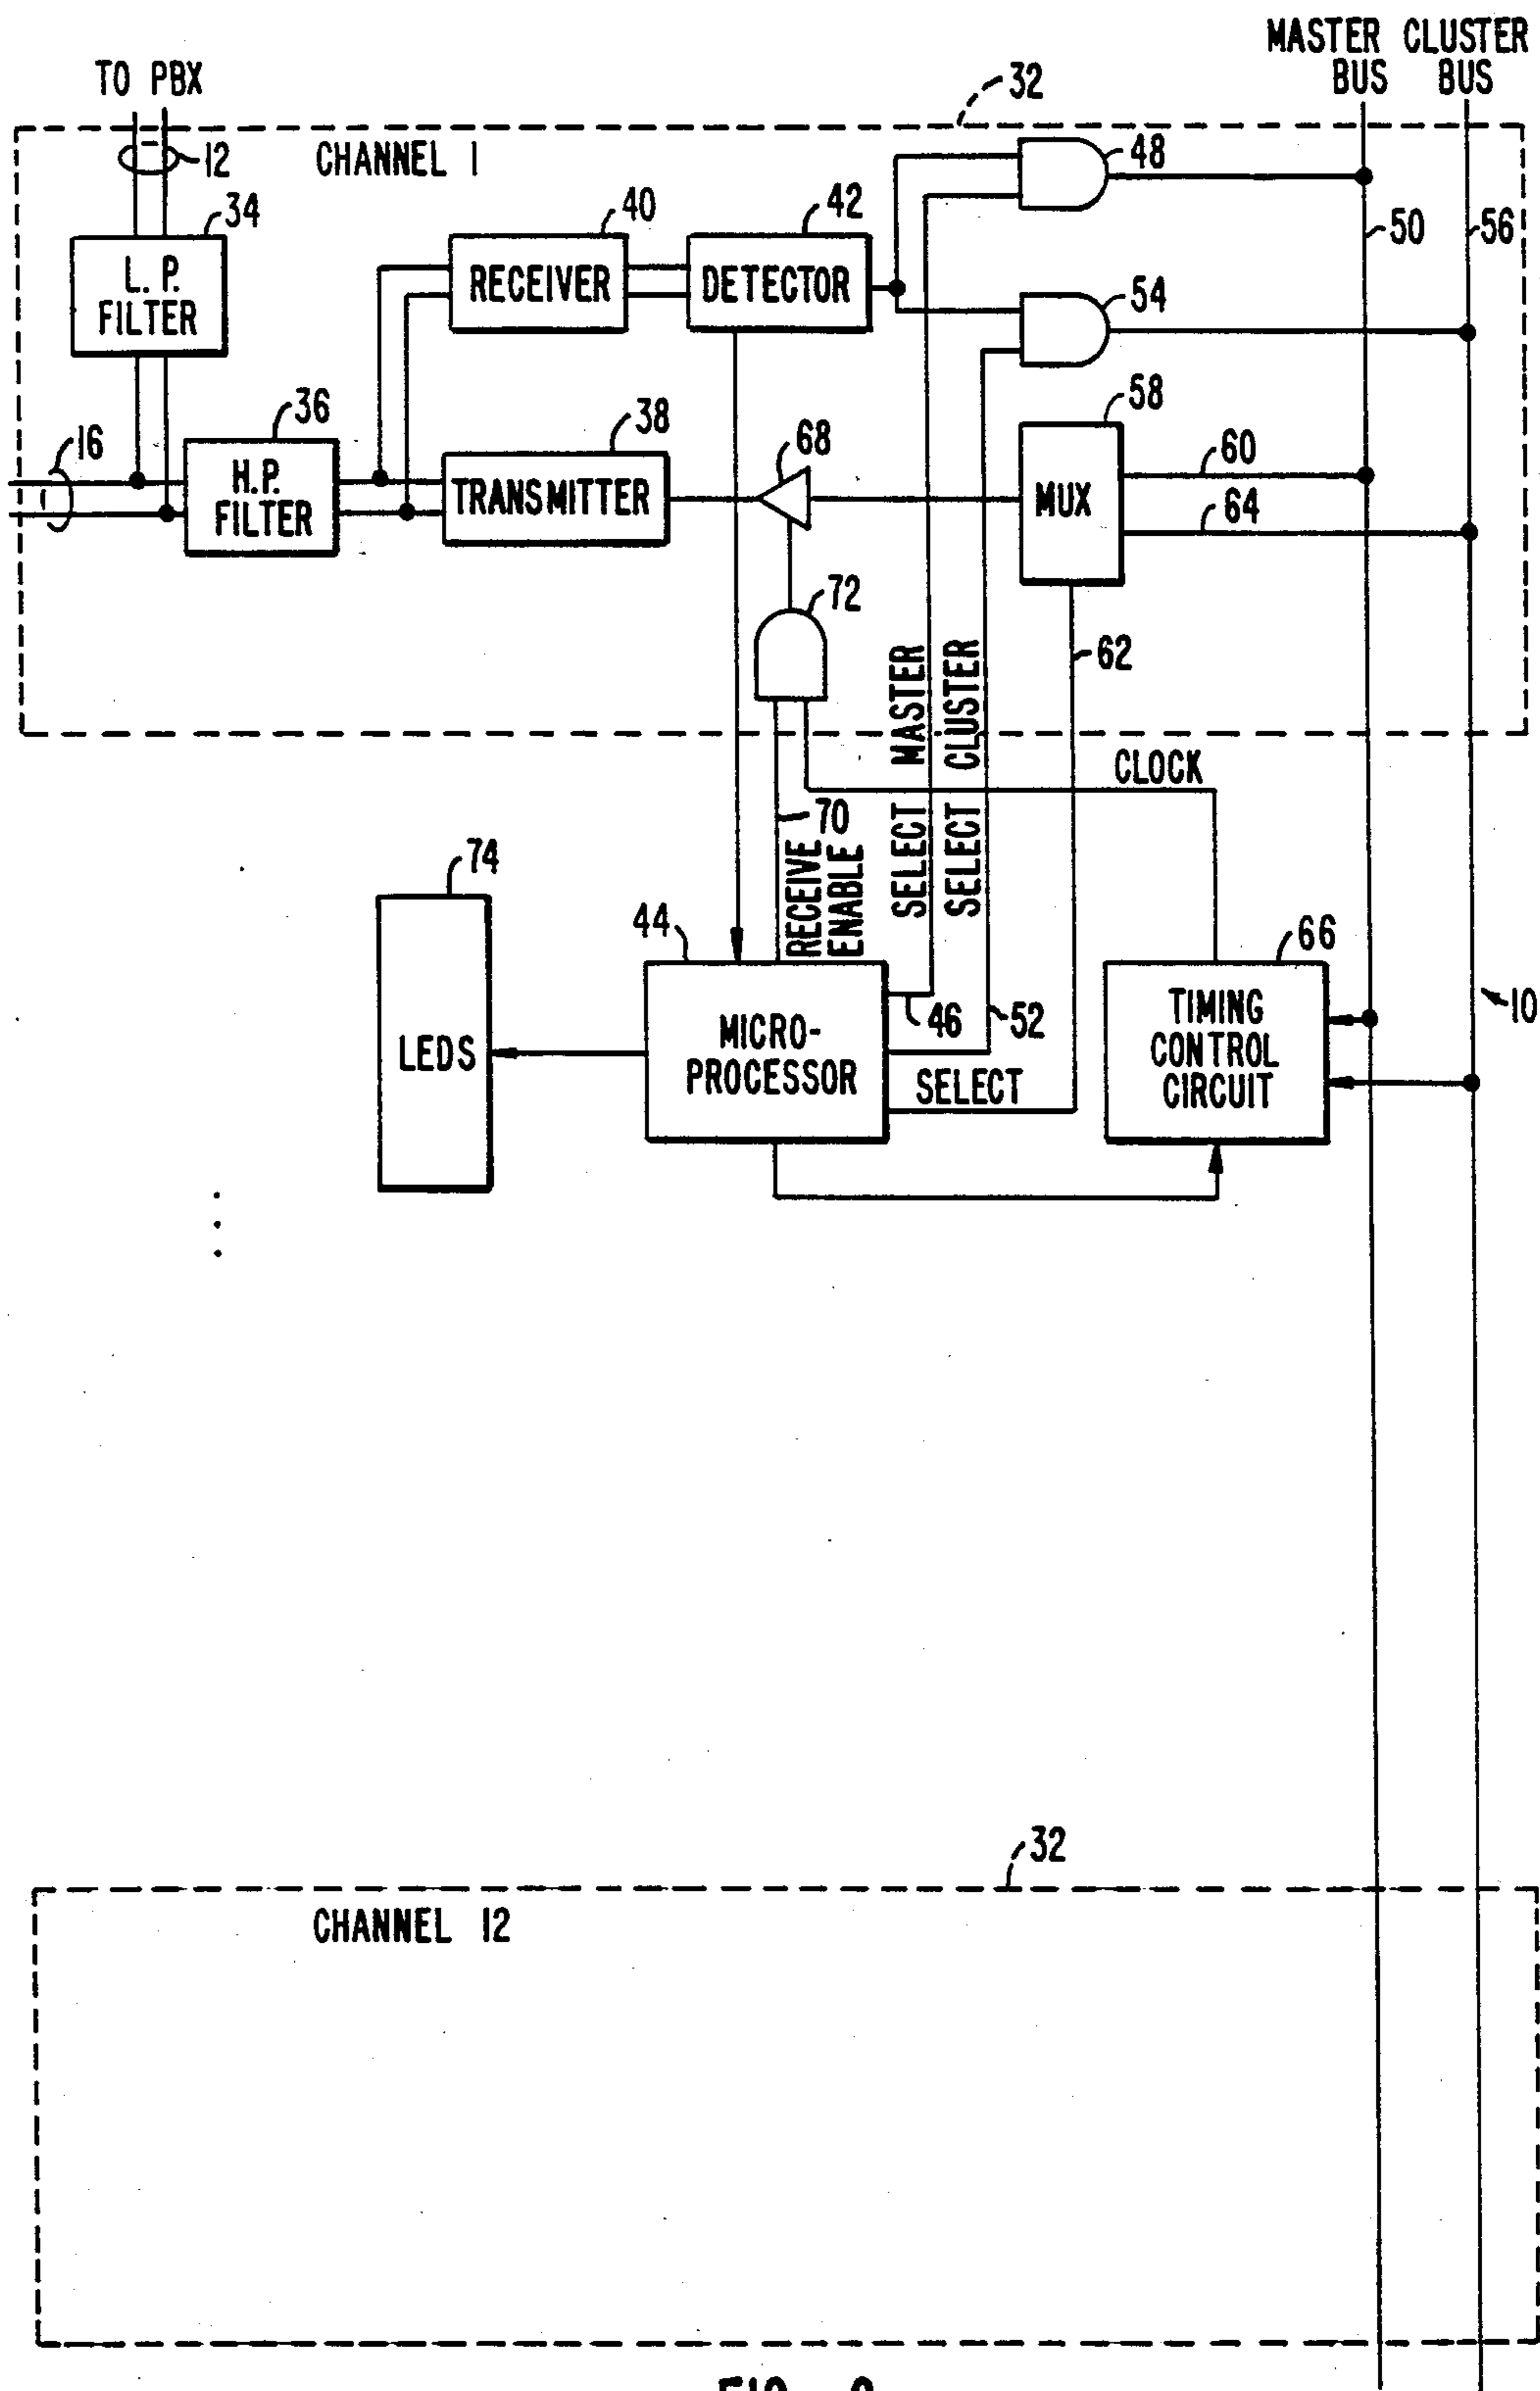 MASTER CLUSTER
BUS BUS
TO PBX
32
12
CHANNEL 1
48
34
40
42
50
56
L. P.
FILTER
RECEIVER
DETECTOR
54
36
38
68
58
16
H.P.
FILTER
TRANSMITTER
MUX
60
64
72
62
SELECT MASTER
SELECT CLUSTER
CLOCK
70
RECEIVE
ENABLE
74
44
66
LEDS
MICRO-
PROCESSOR
46
52
SELECT
TIMING
CONTROL
CIRCUIT
10
32
CHANNEL 12